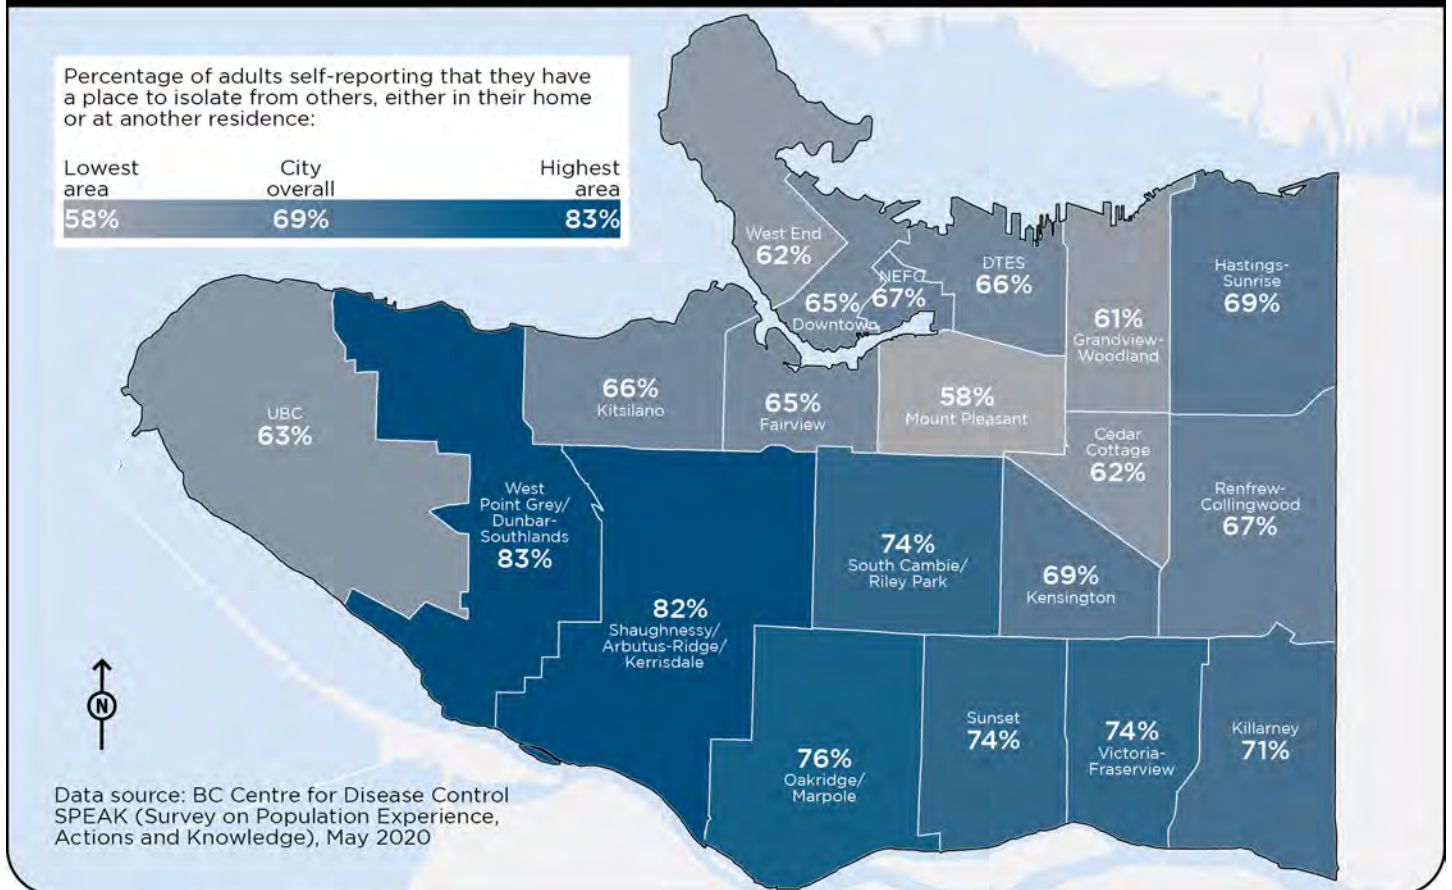 Percentage of adults self-reporting that they have
a place to isolate from others, either in their home
or at another residence:
Lowest
area
City
overall
Highest
area
58%
69%
83%
West End
62%
65%
Downtown
NEFC
67%
DTES
66%
61%
Grandview-
Woodland
Hastings-
Sunrise
69%
UBC
63%
66%
Kitsilano
65%
Fairview
58%
Mount Pleasant
Cedar
Cottage
62%
Renfrew-
Collingwood
67%
West
Point Grey/
Dunbar-
Southlands
83%
82%
Shaughnessy/
Arbutus-Ridge/
Kerrisdale
74%
South Cambie/
Riley Park
69%
Kensington
76%
Oakridge/
Marpole
Sunset
74%
74%
Victoria-
Fraserview
Killarney
71%
N
Data source: BC Centre for Disease Control
SPEAK (Survey on Population Experience,
Actions and Knowledge), May 2020